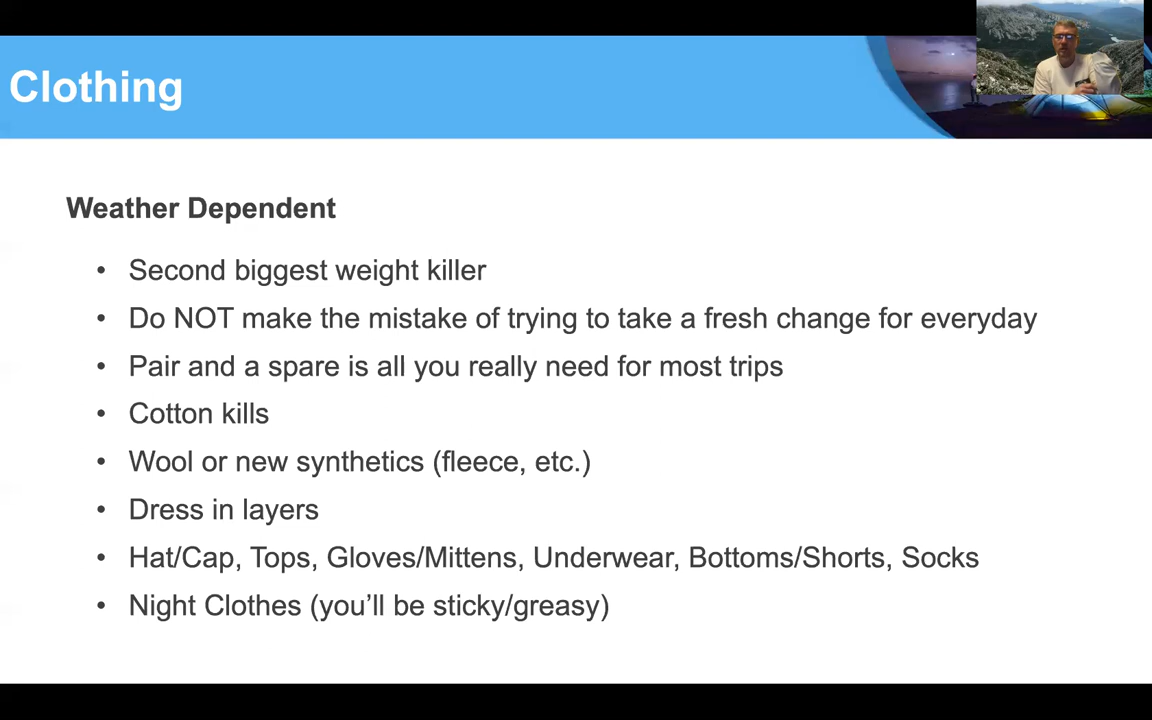 Clothing
Weather Dependent
• Second biggest weight killer
• Do NOT make the mistake of trying to take a fresh change for everyday
• Pair and a spare is all you really need for most trips
• Cotton kills
• Wool or new synthetics (fleece, etc.)
• Dress in layers
• Hat/Cap, Tops, Gloves/Mittens, Underwear, Bottoms/Shorts, Socks
• Night Clothes (you’ll be sticky/greasy)